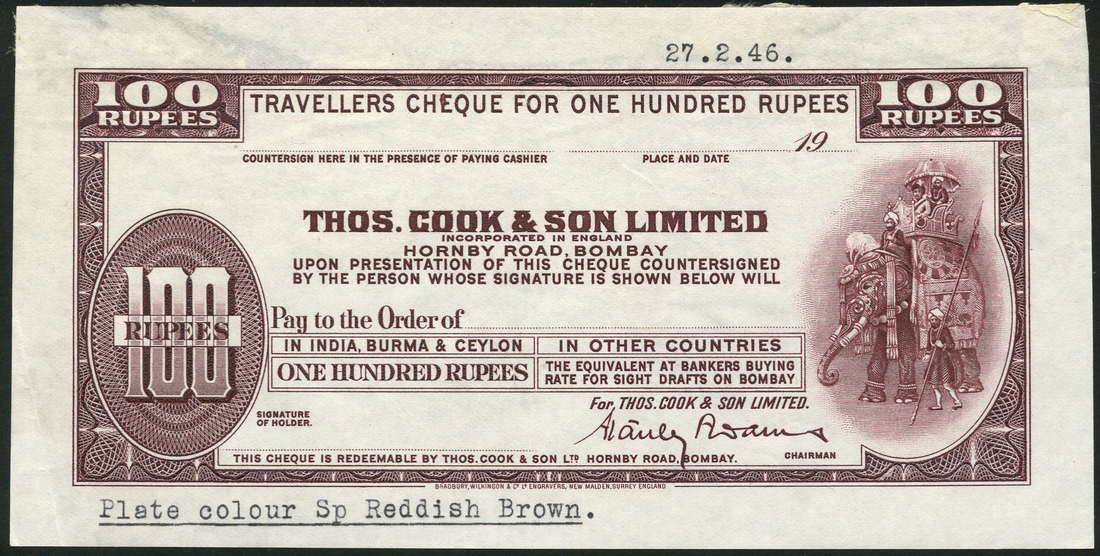 27.2.46.
100 RUPEES
TRAVELLERS CHEQUE FOR ONE HUNDRED RUPEES
100 RUPEES
19
COUNTERSIGN HERE IN THE PRESENCE OF PAYING CASHIER
PLACE AND DATE
THOS. COOK & SON LIMITED
INCORPORATED IN ENGLAND
HORNBY ROAD, BOMBAY
UPON PRESENTATION OF THIS CHEQUE COUNTERSIGNED
BY THE PERSON WHOSE SIGNATURE IS SHOWN BELOW WILL
100
RUPEES
Pay to the Order of
IN INDIA, BURMA & CEYLON
IN OTHER COUNTRIES
ONE HUNDRED RUPEES
THE EQUIVALENT AT BANKERS BUYING
RATE FOR SIGHT DRAFTS ON BOMBAY
For THOS. COOK & SON LIMITED.
SIGNATURE
OF HOLDER.
Stanley Adams
CHAIRMAN
THIS CHEQUE IS REDEEMABLE BY THOS. COOK & SON LTD HORNBY ROAD, BOMBAY.
BRADBURY, WILKINSON & Co Ld ENGRAVERS, NEW MALDEN, SURREY ENGLAND
Plate colour Sp Reddish Brown.